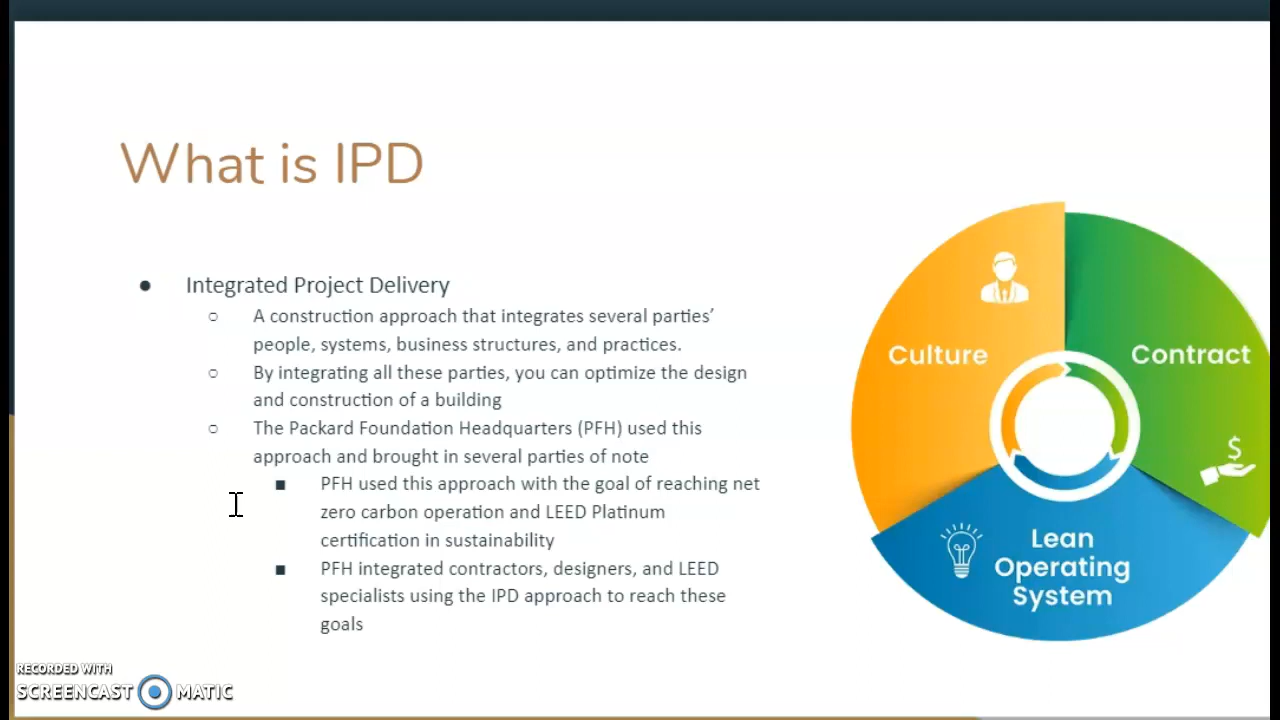 What is IPD
● Integrated Project Delivery
○ A construction approach that integrates several parties’
people, systems, business structures, and practices.
○ By integrating all these parties, you can optimize the design
and construction of a building
○ The Packard Foundation Headquarters (PFH) used this
approach and brought in several parties of note
■ PFH used this approach with the goal of reaching net
zero carbon operation and LEED Platinum
certification in sustainability
■ PFH integrated contractors, designers, and LEED
specialists using the IPD approach to reach these
goals
Culture
Contract
$
Lean
Operating
System
RECORDED WITH
SCREENCAST MATIC